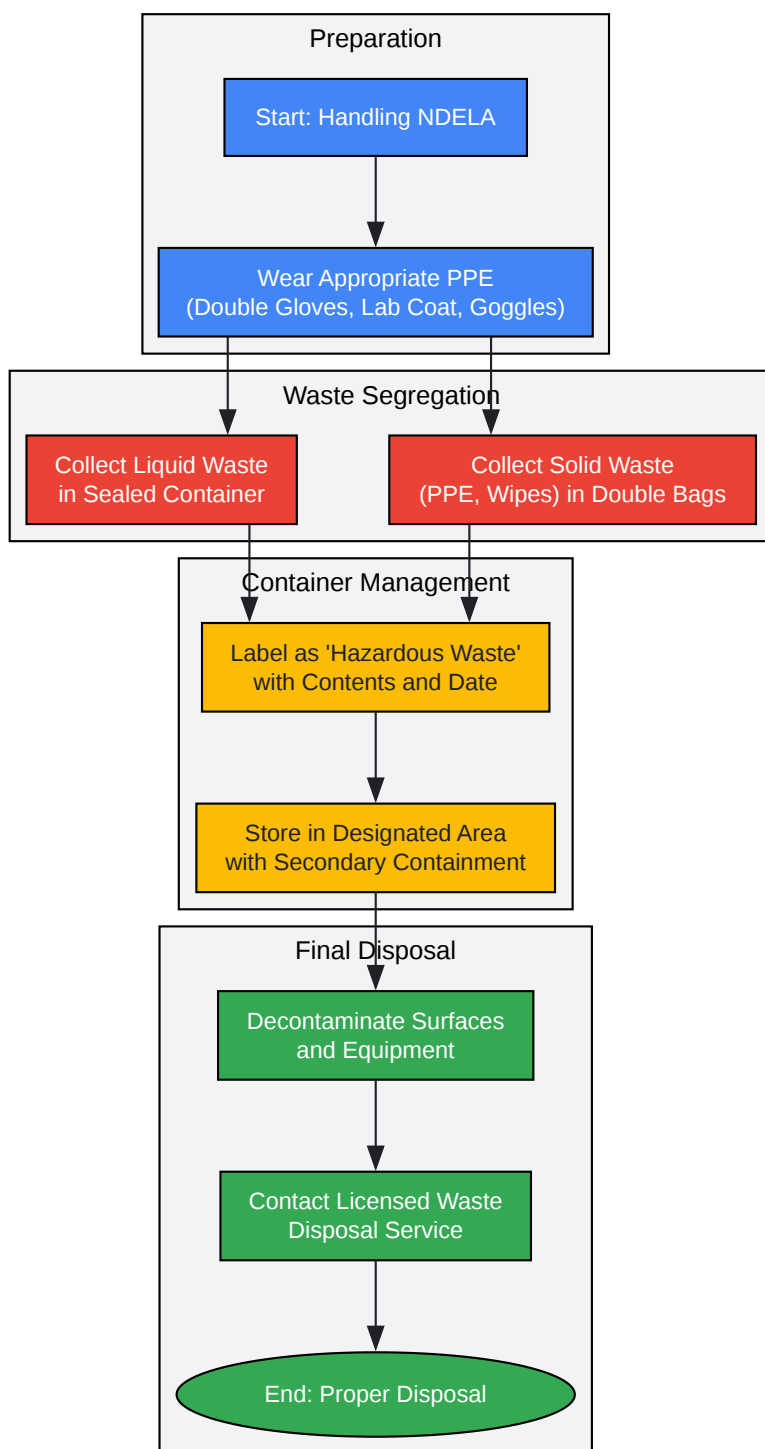 Preparation
Start: Handling NDELA
Wear Appropriate PPE
(Double Gloves, Lab Coat, Goggles)
Waste Segregation
Collect Liquid Waste
in Sealed Container
Collect Solid Waste
(PPE, Wipes) in Double Bags
Container Management
Label as 'Hazardous Waste'
with Contents and Date
Store in Designated Area
with Secondary Containment
Final Disposal
Decontaminate Surfaces
and Equipment
Contact Licensed Waste
Disposal Service
End: Proper Disposal